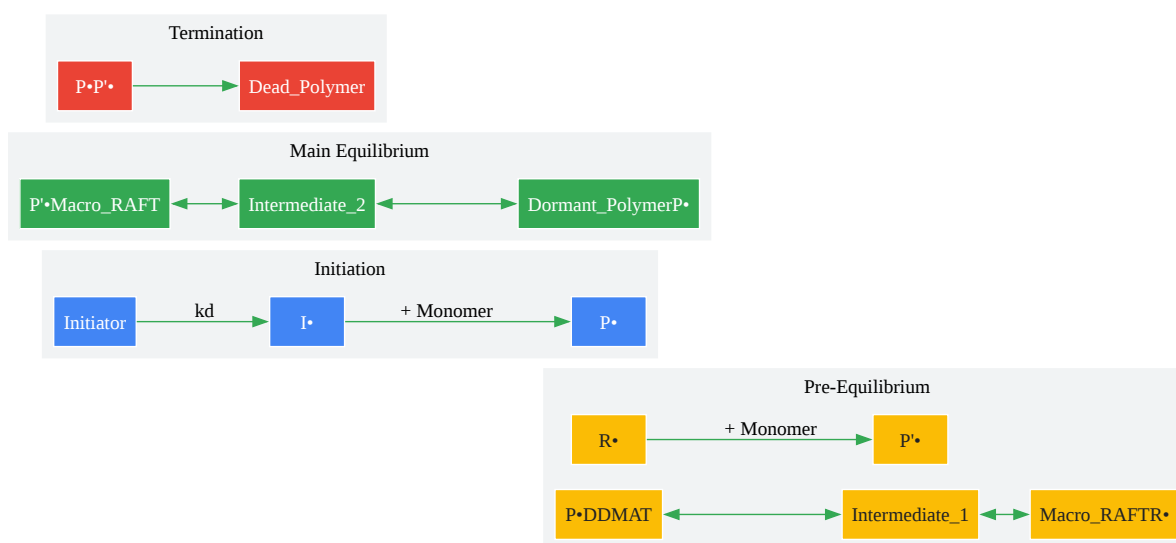 Termination
P•P'•
Dead_Polymer
Main Equilibrium
P'•Macro_RAFT
Intermediate_2
Dormant_PolymerP•
Initiation
Initiator
kd
I•
+ Monomer
P•
Pre-Equilibrium
R•
+ Monomer
P'•
P•DDMAT
Intermediate_1
Macro_RAFTR•